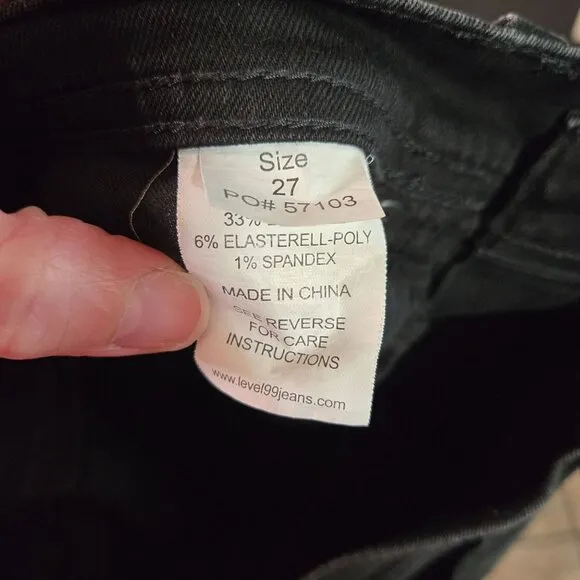 Size
27
PO# 57103
33%
6% ELASTERELL-POLY
1% SPANDEX
MADE IN CHINA
SEE REVERSE
FOR CARE
INSTRUCTIONS
www.level99jeans.com